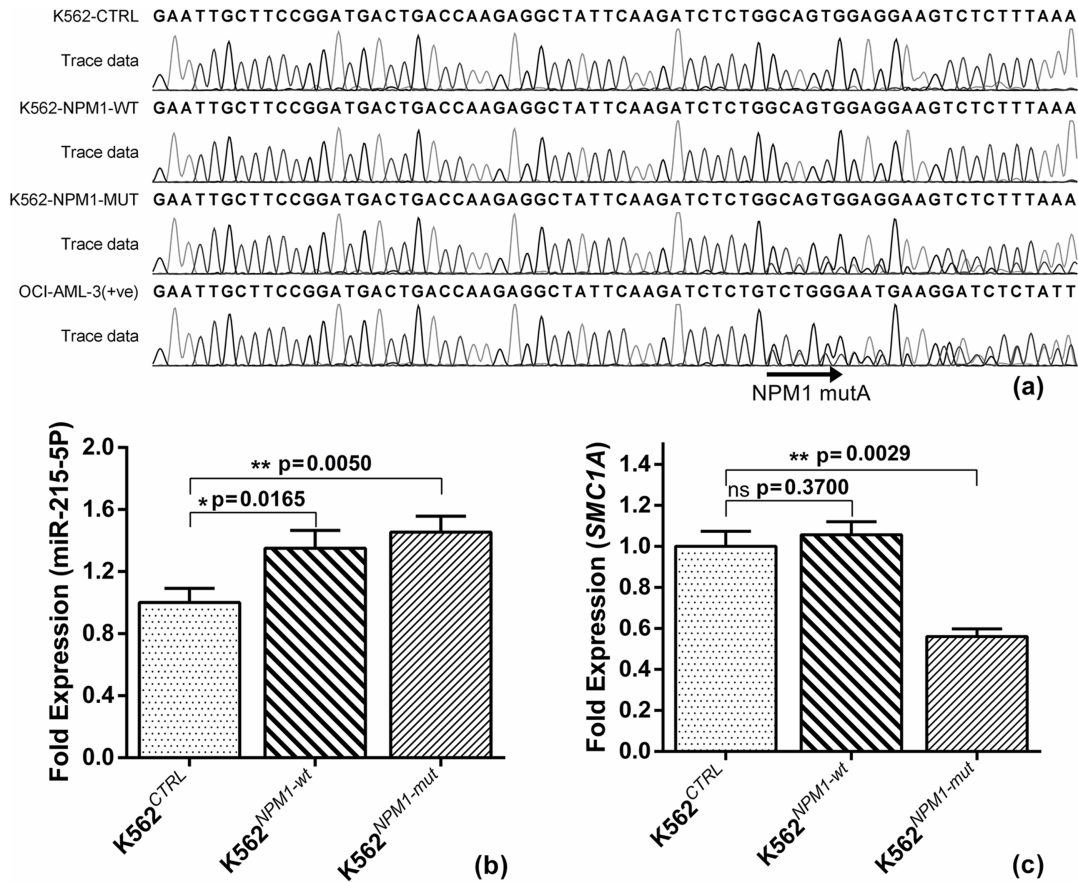 K562-CTRL GAATTGCTTCCGGATGACTGACCAAGAGGCTATTCAAGATCTCTGGCAGTGGAGGAAGTCTCTTTAAA
Trace data
K562-NPM1-WT GAATTGCTTCCGGATGACTGACCAAGAGGCTATTCAAGATCTCTGGCAGTGGAGGAAGTCTCTTTAAA
Trace data
K562-NPM1-MUT GAATTGCTTCCGGATGACTGACCAAGAGGCTATTCAAGATCTCTGGCAGTGGAGGAAGTCTCTTTAAA
Trace data
OCI-AML-3(+ve) GAATTGCTTCCGGATGACTGACCAAGAGGCTATTCAAGATCTCTGTCTGGGAATGAAGGATCTCTATT
Trace data
NPM1 mutA
(a)
Fold Expression (miR-215-5P)
2.0
1.6
1.2
0.8
0.4
0.0
** p=0.0050
* p=0.0165
K562CTRL
K562NPM1-wt
K562NPM1-mut
(b)
Fold Expression (SMC1A)
1.4
1.2
1.0
0.8
0.6
0.4
0.2
0.0
** p=0.0029
ns p=0.3700
K562CTRL
K562NPM1-wt
K562NPM1-mut
(c)